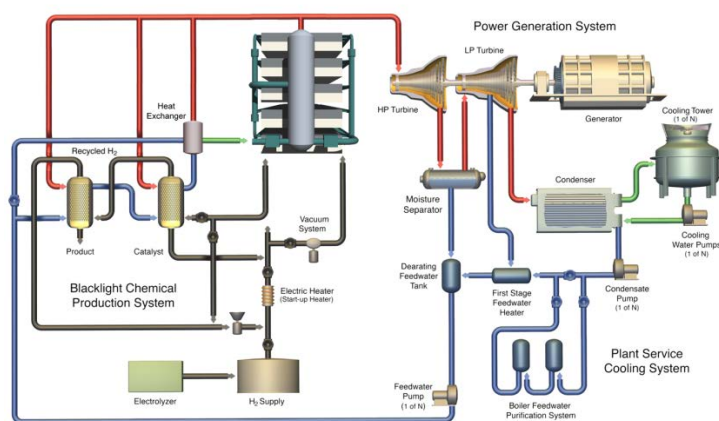 Power Generation System
LP Turbine
HP Turbine
Generator
Cooling Tower
(1 of N)
Heat
Exchanger
Recycled H₂
Condenser
Moisture
Separator
Vacuum
System
Product
Catalyst
Cooling
Water Pumps
(1 of N)
Blacklight Chemical
Production System
Electric Heater
(Start-up Heater)
Dearating
Feedwater
Tank
First Stage
Feedwater
Heater
Condensate
Pump
(1 of N)
Plant Service
Cooling System
Electrolyzer
H₂ Supply
Feedwater
Pump
(1 of N)
Boiler Feedwater
Purification System